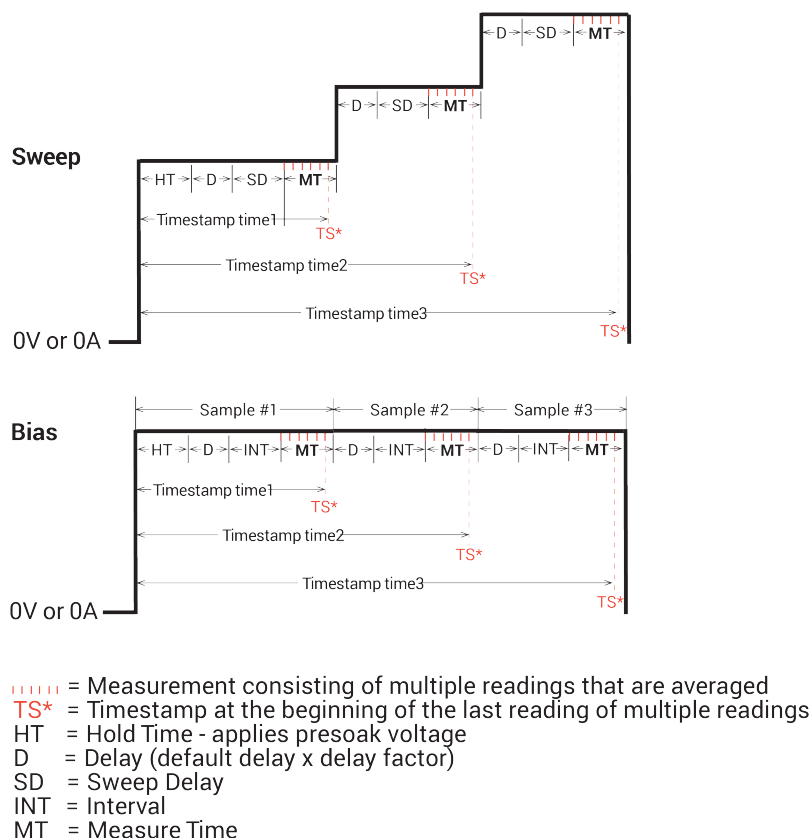 D SD MT
D SD MT
Sweep
HT D SD MT
Timestamp time1
TS*
Timestamp time2
TS*
Timestamp time3
TS*
0V or 0A
Sample #1 Sample #2 Sample #3
Bias
HT D INT MT D INT MT D INT MT
Timestamp time1
TS*
Timestamp time2
TS*
Timestamp time3
TS*
0V or 0A
= Measurement consisting of multiple readings that are averaged
TS* = Timestamp at the beginning of the last reading of multiple readings
HT = Hold Time - applies presoak voltage
D = Delay (default delay x delay factor)
SD = Sweep Delay
INT = Interval
MT = Measure Time